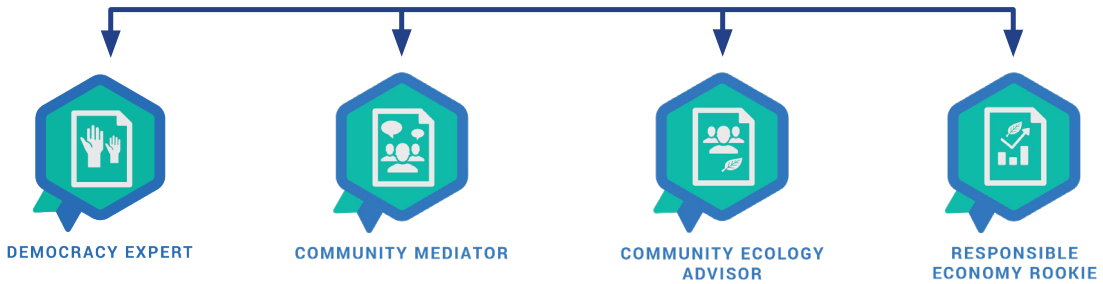 DEMOCRACY EXPERT
COMMUNITY MEDIATOR
COMMUNITY ECOLOGY
ADVISOR
RESPONSIBLE
ECONOMY ROOKIE